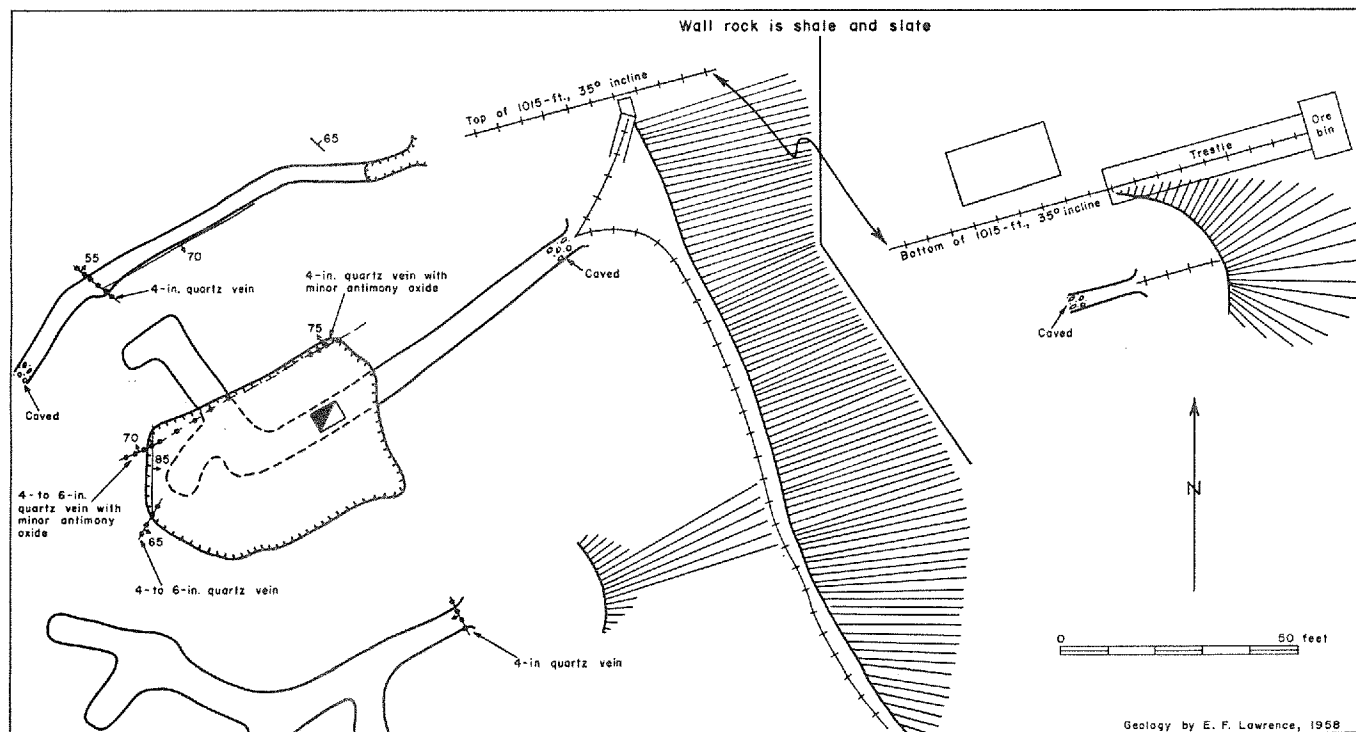 Wall rock is shale and slate
Top of 1015-ft., 35° incline
65
Ore
bin
Trestle
Bottom of 1015-ft., 35° incline
55
70
4-in. quartz vein
Caved
4-in. quartz vein with
minor antimony oxide
75
Caved
Caved
70
85
4- to 6-in.
quartz vein with
minor antimony
oxide
65
4-to 6-in. quartz vein
4-in quartz vein
N
0 50 feet
Geology by E. F. Lawrence, 1958